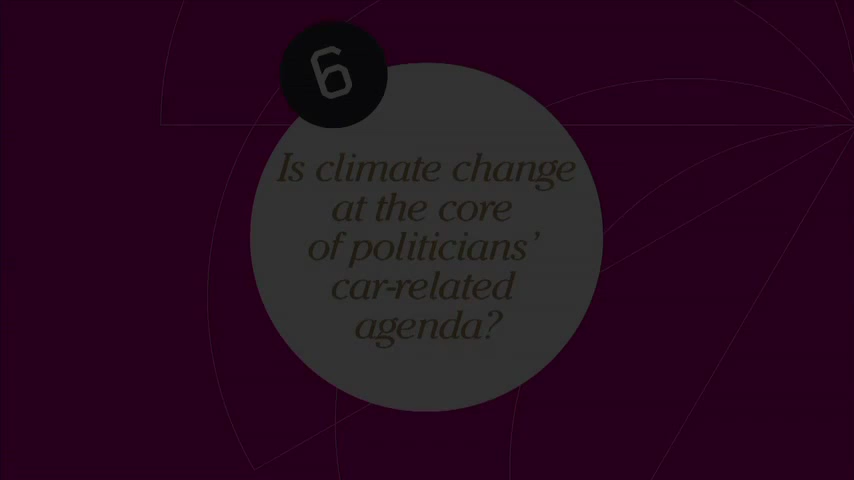 6
Is climate change
at the core
of politicians’
car-related
agenda?